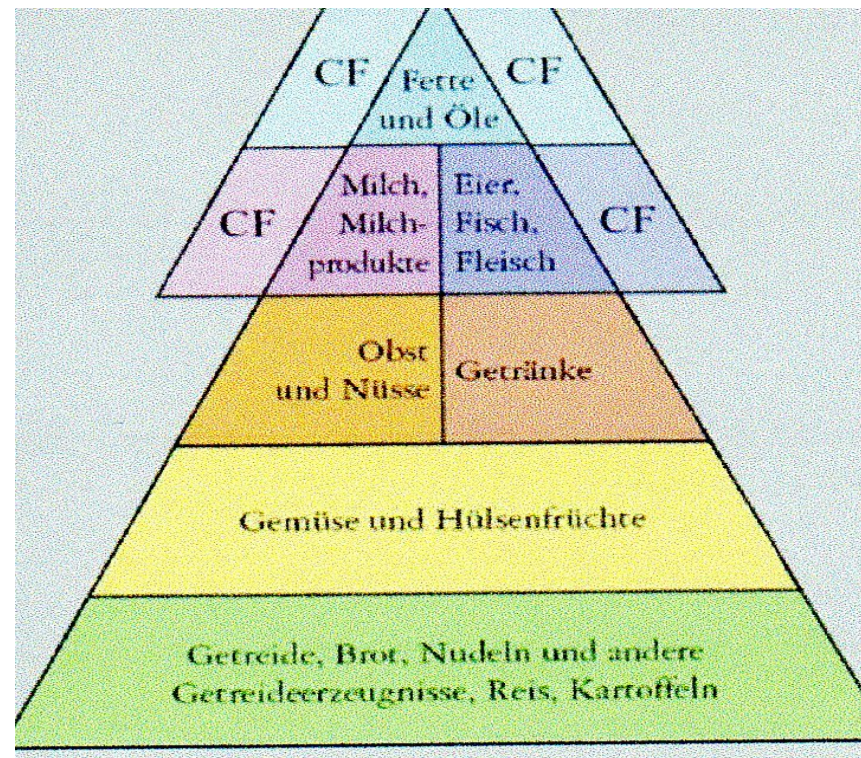 CF
Fette
und Öle
CF
CF
Milch,
Milch-
produkte
Eier,
Fisch,
Fleisch
CF
Obst
und Nüsse
Getränke
Gemüse und Hülsenfrüchte
Getreide, Brot, Nudeln und andere
Getreideerzeugnisse, Reis, Kartoffeln